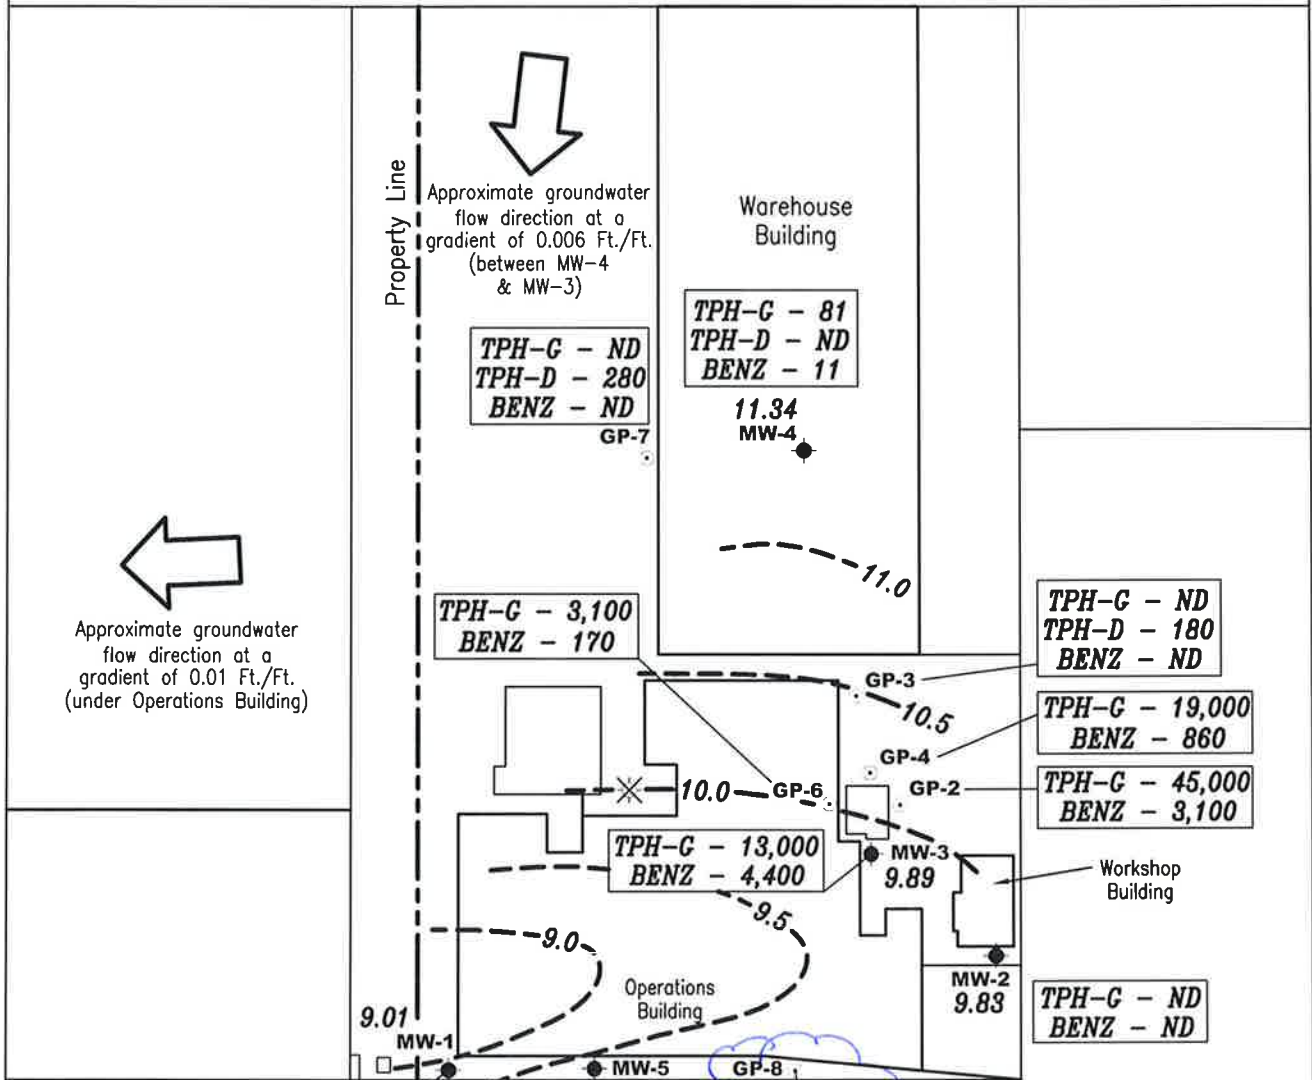 Property Line
Approximate groundwater
flow direction at a
gradient of 0.006 Ft./Ft.
(between MW-4
& MW-3)
Warehouse
Building
TPH-G - ND
TPH-D - 280
BENZ - ND
GP-7
TPH-G - 81
TPH-D - ND
BENZ - 11
11.34
MW-4
11.0
Approximate groundwater
flow direction at a
gradient of 0.01 Ft./Ft.
(under Operations Building)
TPH-G - 3,100
BENZ - 170
TPH-G - ND
TPH-D - 180
BENZ - ND
GP-3
10.5
TPH-G - 19,000
BENZ - 860
GP-4
GP-2
TPH-G - 45,000
BENZ - 3,100
10.0
GP-6
TPH-G - 13,000
BENZ - 4,400
MW-3
9.89
Workshop
Building
9.5
9.0
Operations
Building
MW-2
9.83
TPH-G - ND
BENZ - ND
9.01
MW-1
MW-5
GP-8